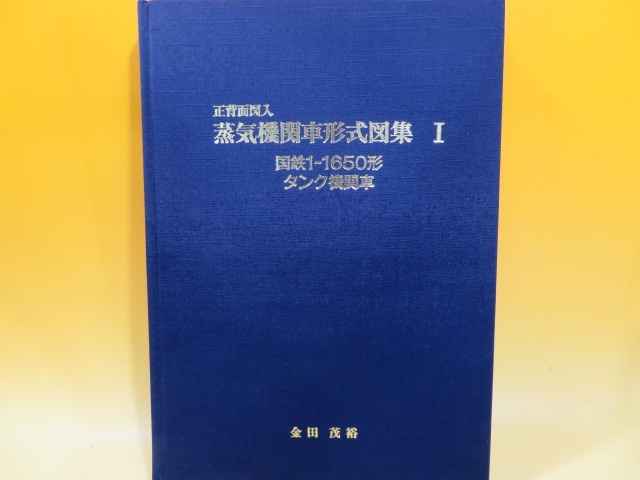 正背面図入
蒸気機関車形式図集 I
国鉄1-1650形
タンク機関車
金田 茂裕